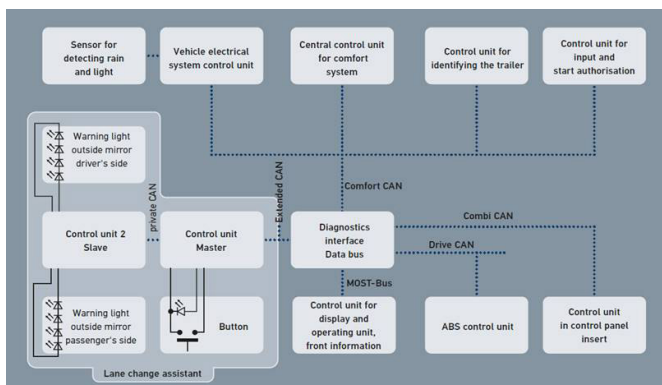 Sensor for
detecting rain
and light
Vehicle electrical
system control unit
Central control unit
for comfort
system
Control unit for
identifying the trailer
Control unit for
input and
start authorisation
Warning light
outside mirror
driver's side
private CAN
Extended CAN
Comfort CAN
Control unit 2
Slave
Control unit
Master
Diagnostics
interface
Data bus
Combi CAN
Drive CAN
MOST-Bus
Warning light
outside mirror
passenger's side
Button
Control unit for
display and
operating unit,
front information
ABS control unit
Control unit
in control panel
insert
Lane change assistant